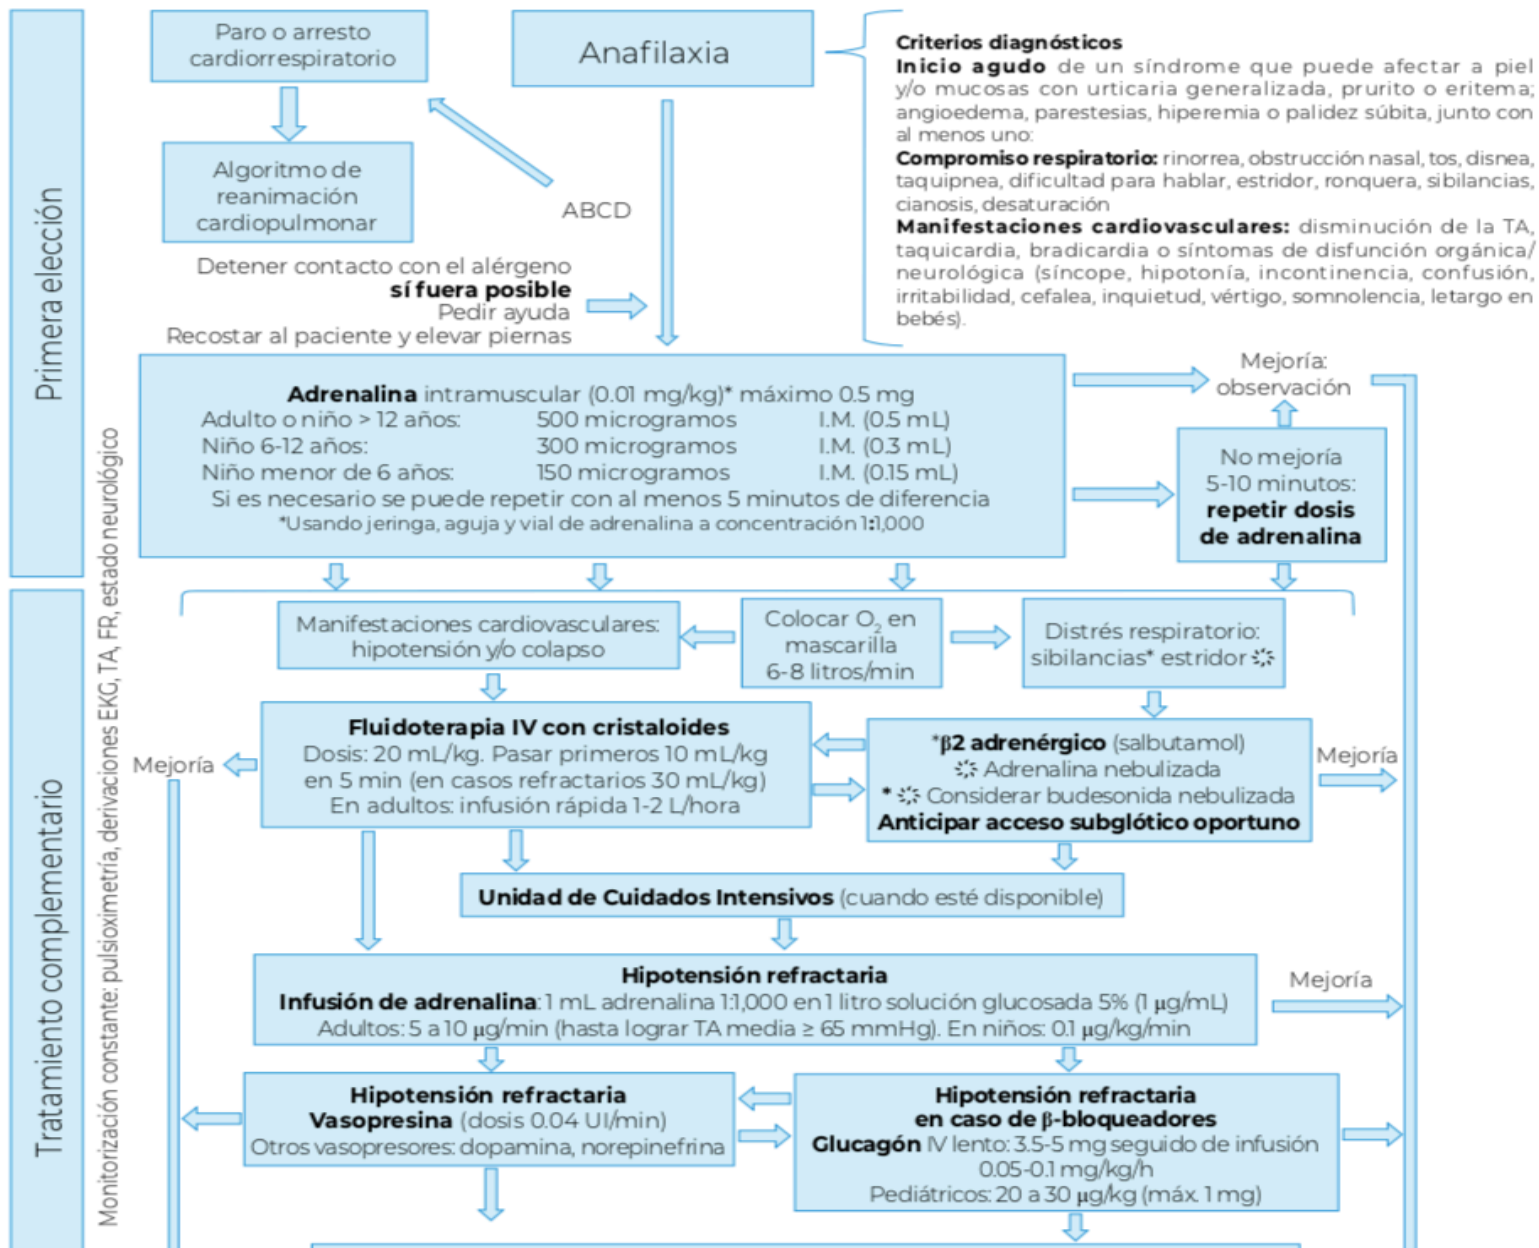 Primera elección
Paro o arresto
cardiorrespiratorio
Algoritmo de
reanimación
cardiopulmonar
ABCD
Anafilaxia
Criterios diagnósticos
Inicio agudo de un síndrome que puede afectar a piel
y/o mucosas con urticaria generalizada, prurito o eritema;
angioedema, parestesias, hiperemia o palidez súbita, junto con
al menos uno:
Compromiso respiratorio: rinorrea, obstrucción nasal, tos, disnea,
taquipnea, dificultad para hablar, estridor, ronquera, sibilancias,
cianosis, desaturación
Manifestaciones cardiovasculares: disminución de la TA,
taquicardia, bradicardia o síntomas de disfunción orgánica/
neurológica (síncope, hipotonía, incontinencia, confusión,
irritabilidad, cefalea, inquietud, vértigo, somnolencia, letargo en
bebés).
Detener contacto con el alérgeno
sí fuera posible
Pedir ayuda
Recostar al paciente y elevar piernas
Adrenalina intramuscular (0.01 mg/kg)* máximo 0.5 mg
Adulto o niño > 12 años: 500 microgramos I.M. (0.5 mL)
Niño 6-12 años: 300 microgramos I.M. (0.3 mL)
Niño menor de 6 años: 150 microgramos I.M. (0.15 mL)
Si es necesario se puede repetir con al menos 5 minutos de diferencia
*Usando jeringa, aguja y vial de adrenalina a concentración 1:1,000
Mejoría:
observación
No mejoría
5-10 minutos:
repetir dosis
de adrenalina
Tratamiento complementario
Monitorización constante: pulsioximetría, derivaciones EKG, TA, FR, estado neurológico
Manifestaciones cardiovasculares:
hipotensión y/o colapso
Colocar O₂ en
mascarilla
6-8 litros/min
Distrés respiratorio:
sibilancias* estridor ҉
Fluidoterapia IV con cristaloides
Dosis: 20 mL/kg. Pasar primeros 10 mL/kg
en 5 min (en casos refractarios 30 mL/kg)
En adultos: infusión rápida 1-2 L/hora
Mejoría
*β2 adrenérgico (salbutamol)
҉ Adrenalina nebulizada
* ҉ Considerar budesonida nebulizada
Anticipar acceso subglótico oportuno
Mejoría
Unidad de Cuidados Intensivos (cuando esté disponible)
Hipotensión refractaria
Infusión de adrenalina: 1 mL adrenalina 1:1,000 en 1 litro solución glucosada 5% (1 µg/mL)
Adultos: 5 a 10 µg/min (hasta lograr TA media ≥ 65 mmHg). En niños: 0.1 µg/kg/min
Mejoría
Hipotensión refractaria
Vasopresina (dosis 0.04 UI/min)
Otros vasopresores: dopamina, norepinefrina
Hipotensión refractaria
en caso de β-bloqueadores
Glucagón IV lento: 3.5-5 mg seguido de infusión
0.05-0.1 mg/kg/h
Pediátricos: 20 a 30 µg/kg (máx. 1 mg)